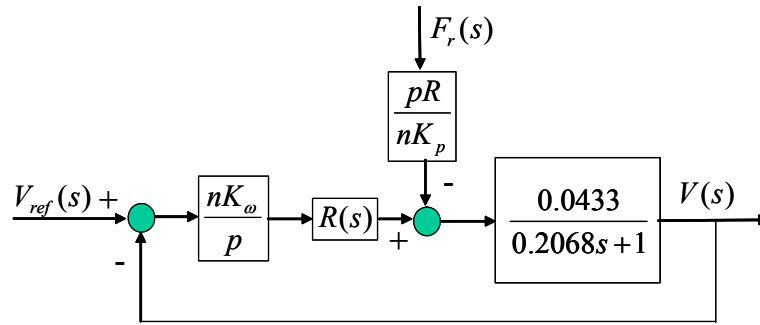 F_r(s)
pR
nK_p
-
V_ref(s) +
nK_ω
p
R(s)
+
0.0433
0.2068s+1
V(s)
-